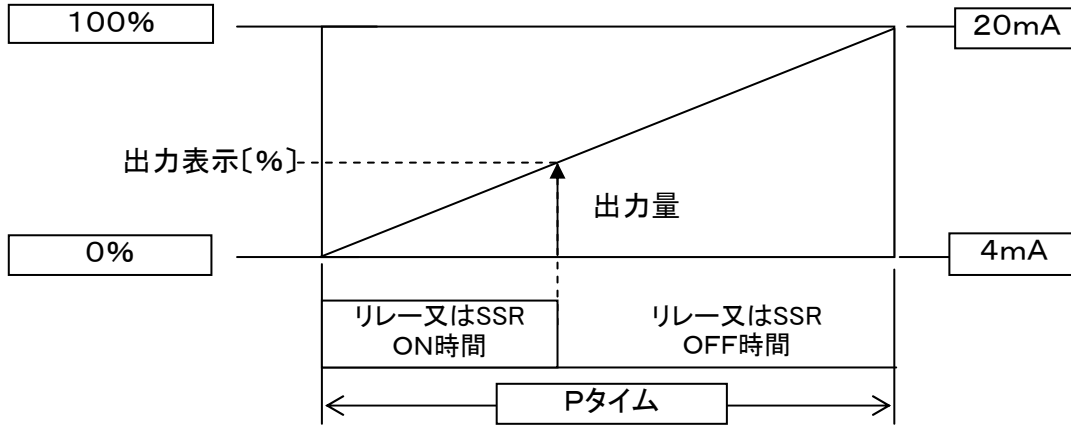 100%
20mA
出力表示〔%〕
出力量
0%
4mA
リレー又はSSR
ON時間
リレー又はSSR
OFF時間
Pタイム